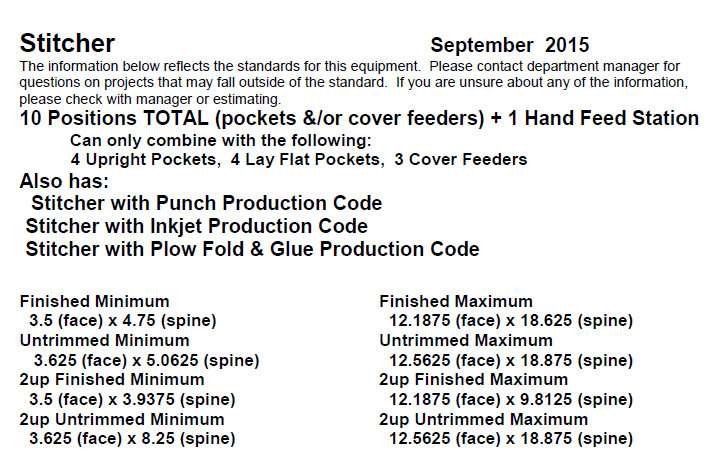 Stitcher September 2015
The information below reflects the standards for this equipment. Please contact department manager for
questions on projects that may fall outside of the standard. If you are unsure about any of the information,
please check with manager or estimating.
10 Positions TOTAL (pockets &/or cover feeders) + 1 Hand Feed Station
Can only combine with the following:
4 Upright Pockets, 4 Lay Flat Pockets, 3 Cover Feeders
Also has:
Stitcher with Punch Production Code
Stitcher with Inkjet Production Code
Stitcher with Plow Fold & Glue Production Code
Finished Minimum
3.5 (face) x 4.75 (spine)
Untrimmed Minimum
3.625 (face) x 5.0625 (spine)
2up Finished Minimum
3.5 (face) x 3.9375 (spine)
2up Untrimmed Minimum
3.625 (face) x 8.25 (spine)
Finished Maximum
12.1875 (face) x 18.625 (spine)
Untrimmed Maximum
12.5625 (face) x 18.875 (spine)
2up Finished Maximum
12.1875 (face) x 9.8125 (spine)
2up Untrimmed Maximum
12.5625 (face) x 18.875 (spine)